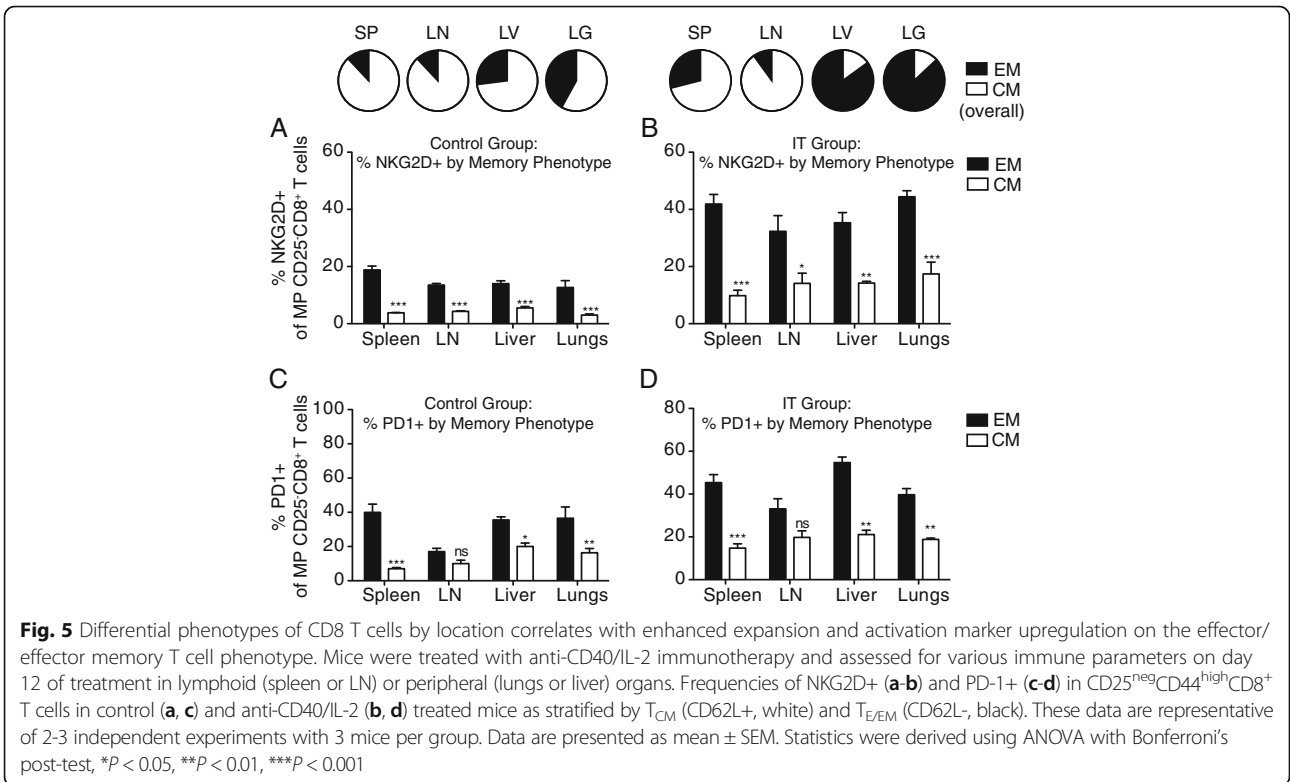 SP LN LV LG
SP LN LV LG
EM
CM
(overall)
A
Control Group:
% NKG2D+ by Memory Phenotype
% NKG2D+
of MP CD25-CD8+ T cells
60
40
20
0
*** *** *** ***
Spleen LN Liver Lungs
B
IT Group:
% NKG2D+ by Memory Phenotype
60
40
20
0
*** * ** ***
Spleen LN Liver Lungs
EM
CM
C
Control Group:
% PD1+ by Memory Phenotype
% PD1+
of MP CD25-CD8+ T cells
100
80
60
40
20
0
*** ns * **
Spleen LN Liver Lungs
D
IT Group:
% PD1+ by Memory Phenotype
80
60
40
20
0
*** ns ** **
Spleen LN Liver Lungs
EM
CM
Fig. 5 Differential phenotypes of CD8 T cells by location correlates with enhanced expansion and activation marker upregulation on the effector/
effector memory T cell phenotype. Mice were treated with anti-CD40/IL-2 immunotherapy and assessed for various immune parameters on day
12 of treatment in lymphoid (spleen or LN) or peripheral (lungs or liver) organs. Frequencies of NKG2D+ (a-b) and PD-1+ (c-d) in CD25negCD44highCD8+
T cells in control (a, c) and anti-CD40/IL-2 (b, d) treated mice as stratified by TCM (CD62L+, white) and TE/EM (CD62L-, black). These data are representative
of 2-3 independent experiments with 3 mice per group. Data are presented as mean ± SEM. Statistics were derived using ANOVA with Bonferroni's
post-test, *P < 0.05, **P < 0.01, ***P < 0.001